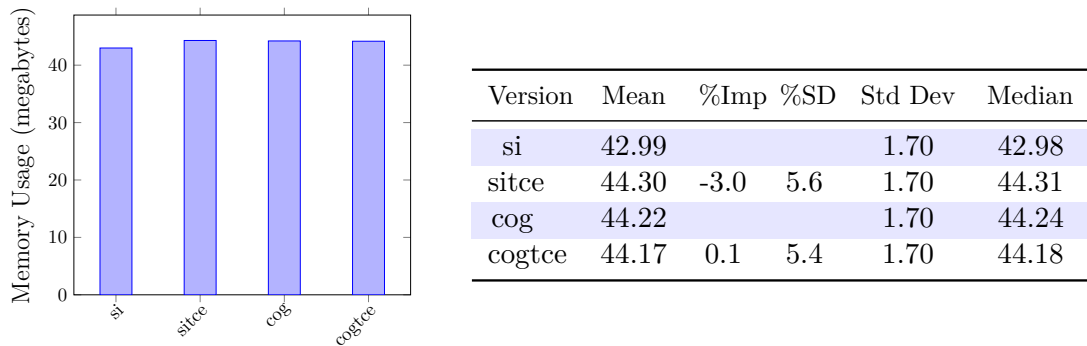 Memory Usage (megabytes)
40
30
20
10
0
si
sitce
cog
cogtce
Version Mean %Imp %SD Std Dev Median
si 42.99 1.70 42.98
sitce 44.30 -3.0 5.6 1.70 44.31
cog 44.22 1.70 44.24
cogtce 44.17 0.1 5.4 1.70 44.18